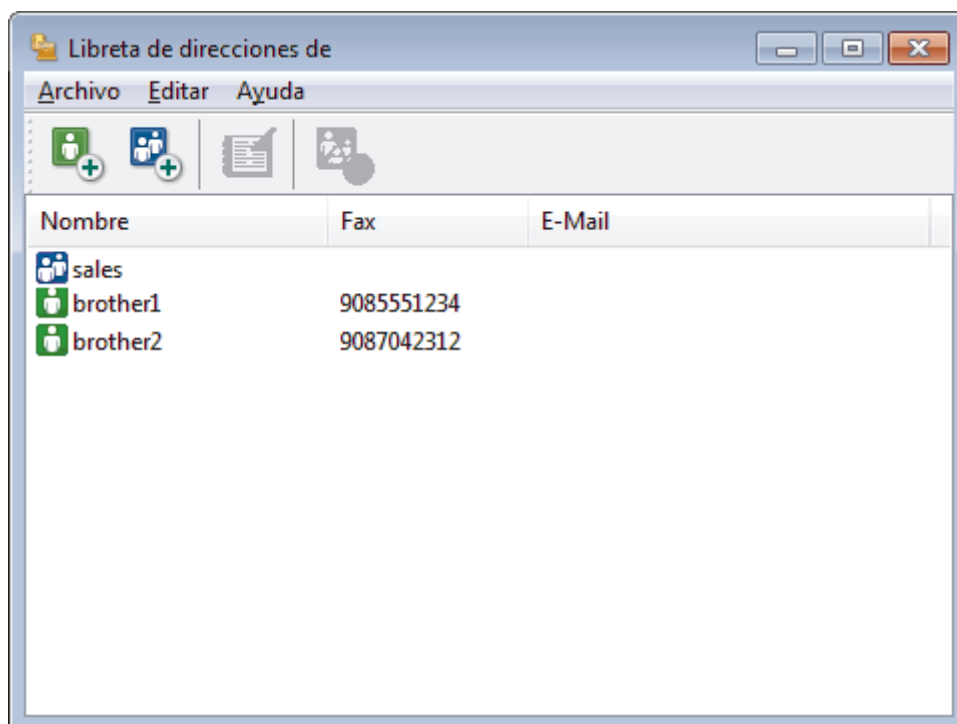 Libreta de direcciones de
Archivo Editar Ayuda
Nombre Fax E-Mail
sales
brother1 9085551234
brother2 9087042312